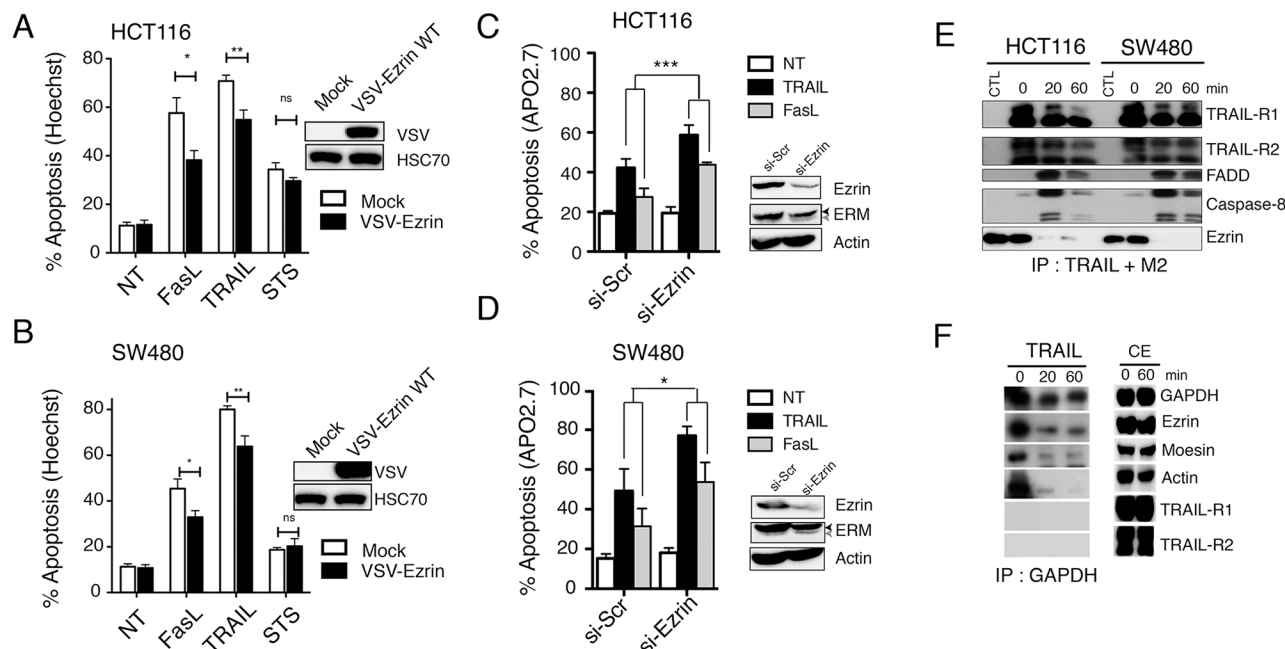 A
HCT116
% Apoptosis (Hoechst)
80
60
40
20
0
*
**
ns
NT
FasL
TRAIL
STS
Mock
VSV-Ezrin WT
VSV
HSC70
Mock
VSV-Ezrin
B
SW480
% Apoptosis (Hoechst)
80
60
40
20
0
*
**
ns
NT
FasL
TRAIL
STS
Mock
VSV-Ezrin WT
VSV
HSC70
Mock
VSV-Ezrin
C
HCT116
% Apoptosis (APO2.7)
100
80
60
40
20
0
***
si-Scr
si-Ezrin
NT
TRAIL
FasL
si-Scr
si-Ezrin
Ezrin
ERM
Actin
D
SW480
% Apoptosis (APO2.7)
100
80
60
40
20
0
*
si-Scr
si-Ezrin
NT
TRAIL
FasL
si-Scr
si-Ezrin
Ezrin
ERM
Actin
E
HCT116 SW480
CTL 0 20 60 CTL 0 20 60 min
TRAIL-R1
TRAIL-R2
FADD
Caspase-8
Ezrin
IP : TRAIL + M2
F
TRAIL CE
0 20 60 0 60 min
GAPDH
Ezrin
Moesin
Actin
TRAIL-R1
TRAIL-R2
IP : GAPDH